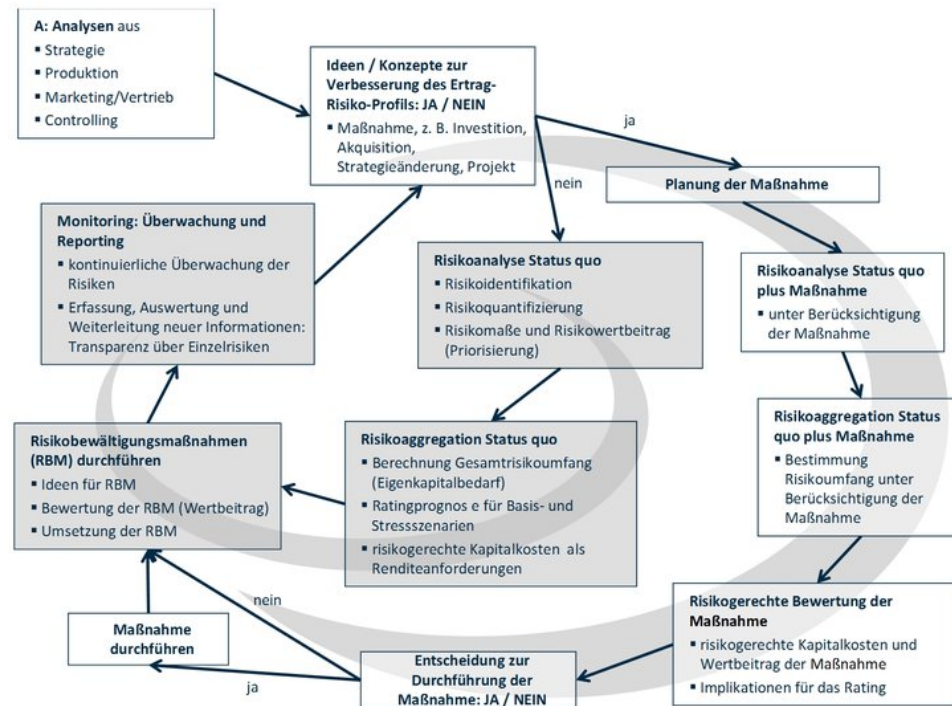 A: Analysen aus
▪ Strategie
▪ Produktion
▪ Marketing/Vertrieb
▪ Controlling
Ideen / Konzepte zur
Verbesserung des Ertrag-
Risiko-Profils: JA / NEIN
▪ Maßnahme, z. B. Investition,
Akquisition,
Strategieänderung, Projekt
ja
nein
Planung der Maßnahme
Monitoring: Überwachung und
Reporting
▪ kontinuierliche Überwachung der
Risiken
▪ Erfassung, Auswertung und
Weiterleitung neuer Informationen:
Transparenz über Einzelrisiken
Risikoanalyse Status quo
▪ Risikoidentifikation
▪ Risikoquantifizierung
▪ Risikomaße und Risikowertbeitrag
(Priorisierung)
Risikoanalyse Status quo
plus Maßnahme
▪ unter Berücksichtigung
der Maßnahme
Risikobewältigungsmaßnahmen
(RBM) durchführen
▪ Ideen für RBM
▪ Bewertung der RBM (Wertbeitrag)
▪ Umsetzung der RBM
Risikoaggregation Status quo
▪ Berechnung Gesamtrisikoumfang
(Eigenkapitalbedarf)
▪ Ratingprognos e für Basis- und
Stressszenarien
▪ risikogerechte Kapitalkosten als
Renditeanforderungen
Risikoaggregation Status
quo plus Maßnahme
▪ Bestimmung
Risikoumfang unter
Berücksichtigung der
Maßnahme
nein
Maßnahme
durchführen
ja
Entscheidung zur
Durchführung der
Maßnahme: JA / NEIN
Risikogerechte Bewertung der
Maßnahme
▪ risikogerechte Kapitalkosten und
Wertbeitrag der Maßnahme
▪ Implikationen für das Rating